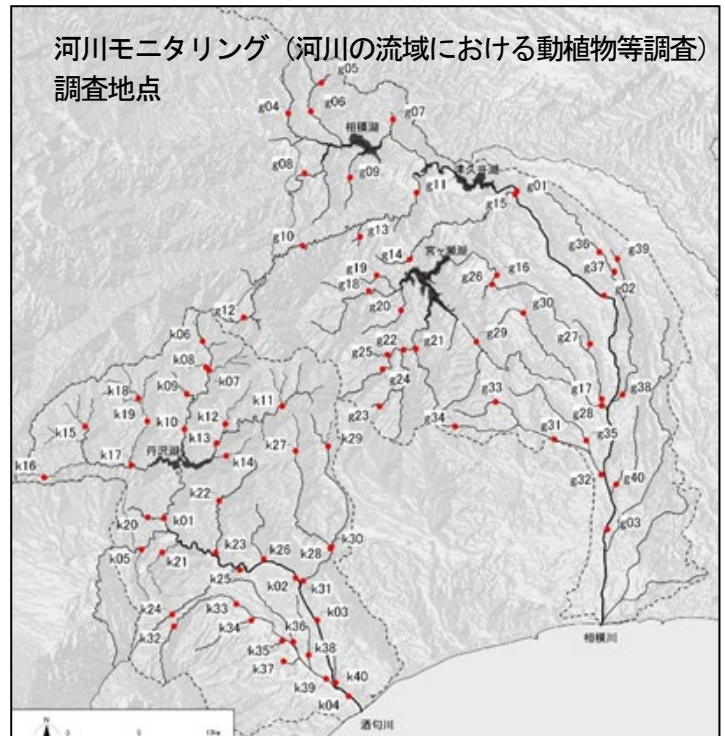 河川モニタリング（河川の流域における動植物等調査）
調査地点
g05
g04
g06
g07
相模湖
g08
g09
津久井湖
g11
g01
g15
g10
g13
g36
g39
g14
宮ヶ瀬湖
g37
g19
g16
g18
g26
g02
g12
g20
g30
k06
g22
g21
g29
g27
g25
k08
k07
g24
k18
k09
k11
g33
g17
g38
g23
g28
k19
k12
k15
k10
k13
k27
k29
g34
g31
g35
丹沢湖
k17
k14
k16
g32
g40
k22
k20
k01
g03
k05
k21
k23
k26
k28
k30
k25
k02
k31
k24
k33
k03
相模川
k32
k34
k36
k35
k38
k37
k39
k40
k04
酒匂川
N
0